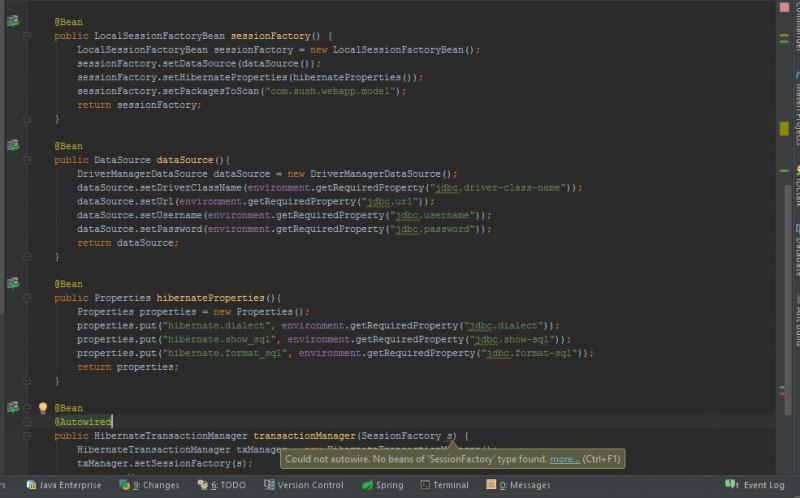 @Bean
public LocalSessionFactoryBean sessionFactory() {
LocalSessionFactoryBean sessionFactory = new LocalSessionFactoryBean();
sessionFactory.setDataSource(dataSource());
sessionFactory.setHibernateProperties(hibernateProperties());
sessionFactory.setPackagesToScan("com.sush.webapp.model");
return sessionFactory;
}
@Bean
public DataSource dataSource(){
DriverManagerDataSource dataSource = new DriverManagerDataSource();
dataSource.setDriverClassName(environment.getRequiredProperty("jdbc.driver-class-name"));
dataSource.setUrl(environment.getRequiredProperty("jdbc.url"));
dataSource.setUsername(environment.getRequiredProperty("jdbc.username"));
dataSource.setPassword(environment.getRequiredProperty("jdbc.password"));
return dataSource;
}
@Bean
public Properties hibernateProperties(){
Properties properties = new Properties();
properties.put("hibernate.dialect", environment.getRequiredProperty("jdbc.dialect"));
properties.put("hibernate.show_sql", environment.getRequiredProperty("jdbc.show-sql"));
properties.put("hibernate.format_sql", environment.getRequiredProperty("jdbc.format-sql"));
return properties;
}
@Bean
@Autowired
public HibernateTransactionManager transactionManager(SessionFactory s) {
HibernateTransactionManager
txManager.setSessionFactory(s);
Could not autowire. No beans of 'SessionFactory' type found. more... (Ctrl+F1)
Java Enterprise 9: Changes 6: TODO Version Control Spring Terminal 0: Messages 1 Event Log
Maven Projects
Database